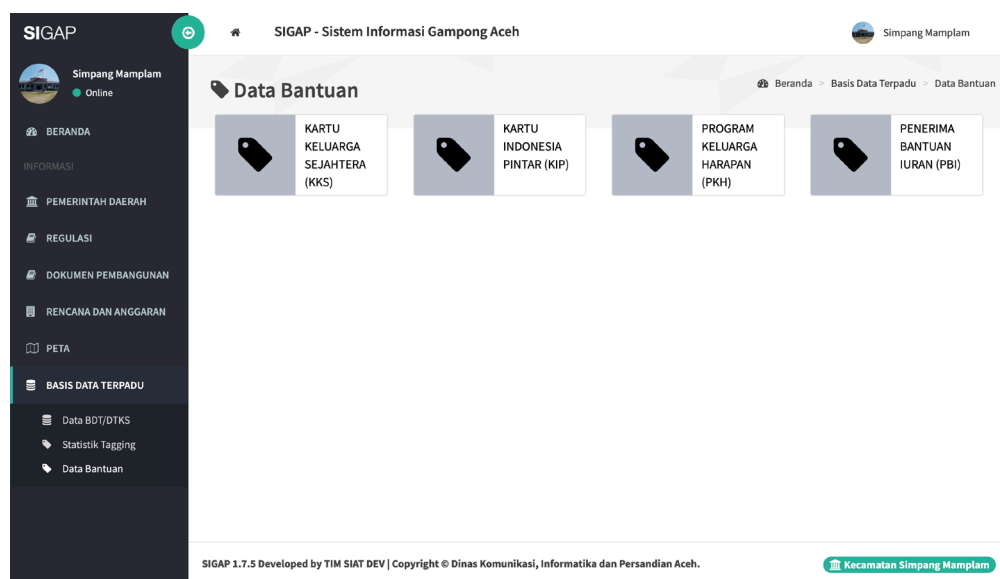 SIGAP
SIGAP - Sistem Informasi Gampong Aceh
Simpang Mamplam
Simpang Mamplam
Online
BERANDA
INFORMASI
PEMERINTAH DAERAH
REGULASI
DOKUMEN PEMBANGUNAN
RENCANA DAN ANGGARAN
PETA
BASIS DATA TERPADU
Data BDT/DTKS
Statistik Tagging
Data Bantuan
Data Bantuan
Beranda > Basis Data Terpadu > Data Bantuan
KARTU
KELUARGA
SEJAHTERA
(KKS)
KARTU
INDONESIA
PINTAR (KIP)
PROGRAM
KELUARGA
HARAPAN
(PKH)
PENERIMA
BANTUAN
IURAN (PBI)
SIGAP 1.7.5 Developed by TIM SIAT DEV | Copyright © Dinas Komunikasi, Informatika dan Persandian Aceh.
Kecamatan Simpang Mamplam